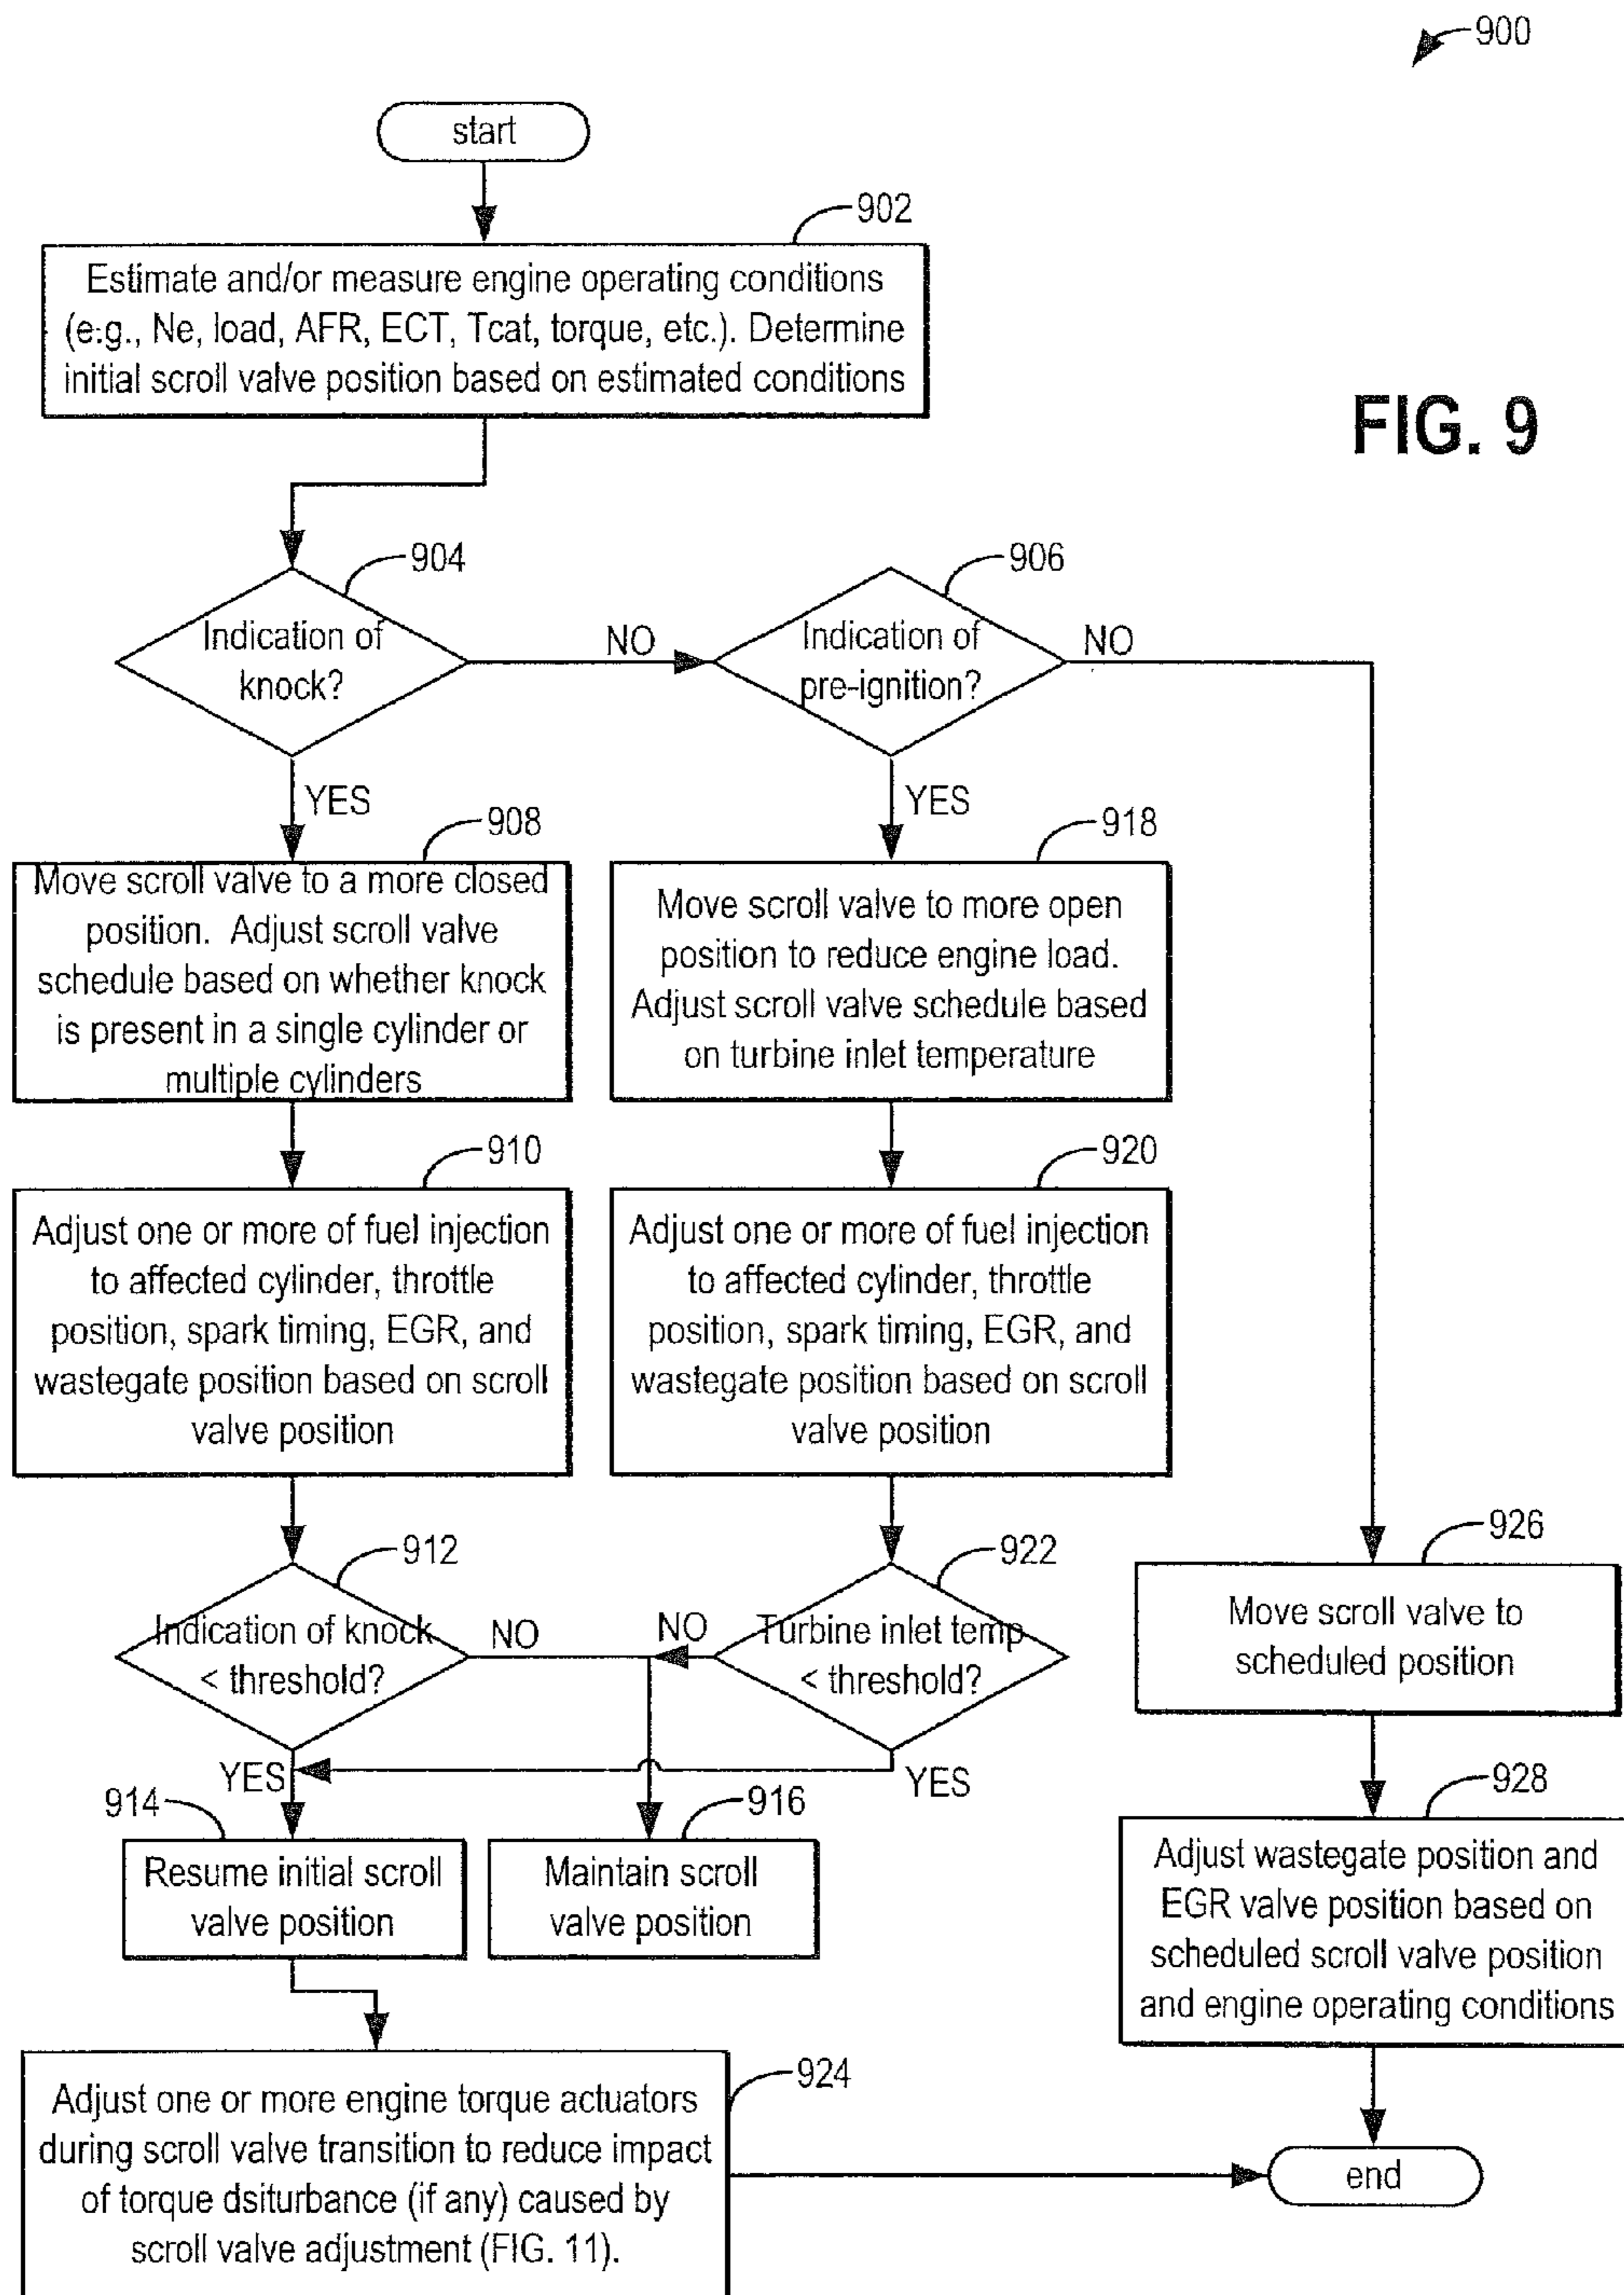 900
start
902
Estimate and/or measure engine operating conditions
(e.g., Ne, load, AFR, ECT, Tcat, torque, etc.). Determine
initial scroll valve position based on estimated conditions
FIG. 9
904
Indication of
knock?
NO
906
Indication of
pre-ignition?
NO
YES
YES
908
Move scroll valve to a more closed
position. Adjust scroll valve
schedule based on whether knock
is present in a single cylinder or
multiple cylinders
918
Move scroll valve to more open
position to reduce engine load.
Adjust scroll valve schedule based
on turbine inlet temperature
910
Adjust one or more of fuel injection
to affected cylinder, throttle
position, spark timing, EGR, and
wastegate position based on scroll
valve position
920
Adjust one or more of fuel injection
to affected cylinder, throttle
position, spark timing, EGR, and
wastegate position based on scroll
valve position
912
Indication of knock
< threshold?
NO
922
Turbine inlet temp
< threshold?
NO
YES
YES
926
Move scroll valve to
scheduled position
914
Resume initial scroll
valve position
916
Maintain scroll
valve position
928
Adjust wastegate position and
EGR valve position based on
scheduled scroll valve position
and engine operating conditions
924
Adjust one or more engine torque actuators
during scroll valve transition to reduce impact
of torque dsiturbance (if any) caused by
scroll valve adjustment (FIG. 11).
end